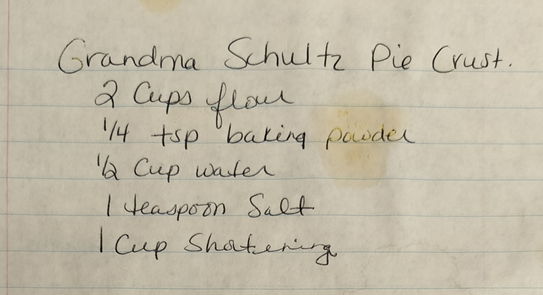 Grandma Schultz Pie Crust.
2 Cups flour
1/4 tsp baking powder
1/2 Cup water
1 teaspoon Salt
1 Cup Shortening